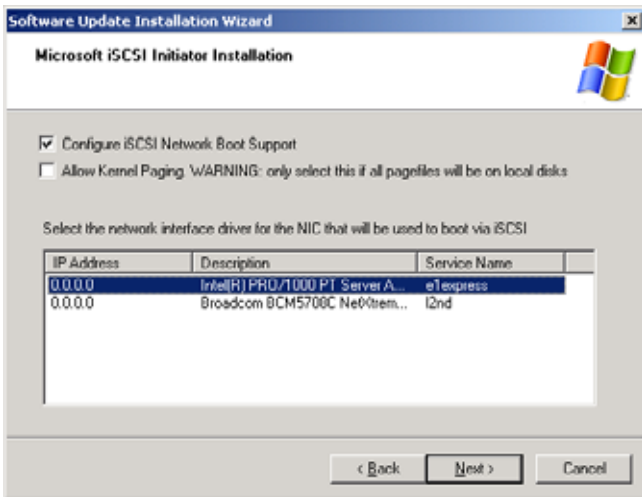 Software Update Installation Wizard
Microsoft iSCSI Initiator Installation
Configure iSCSI Network Boot Support
Allow Kernel Paging. WARNING: only select this if all pagefiles will be on local disks
Select the network interface driver for the NIC that will be used to boot via iSCSI
IP Address Description Service Name
0.0.0.0 Intel(R) PRO/1000 PT Server A... e1express
0.0.0.0 Broadcom BCM5708C NetXtrem... l2nd
< Back Next > Cancel